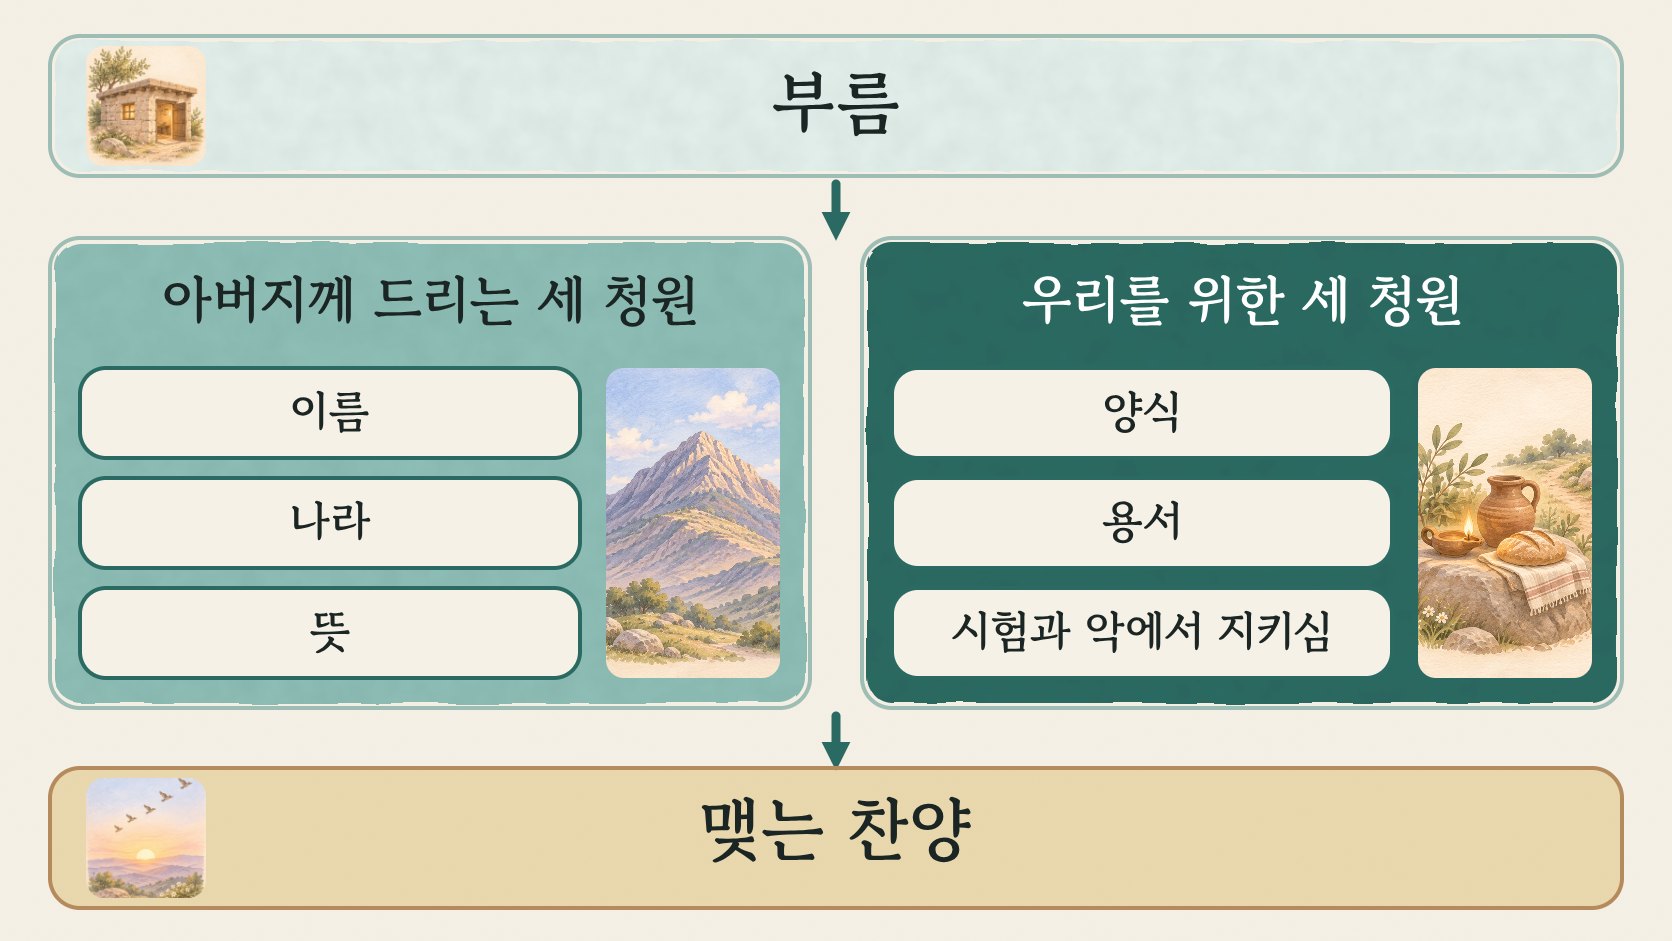 부름
아버지께 드리는 세 청원
이름
나라
뜻
우리를 위한 세 청원
양식
용서
시험과 악에서 지키심
맺는 찬양